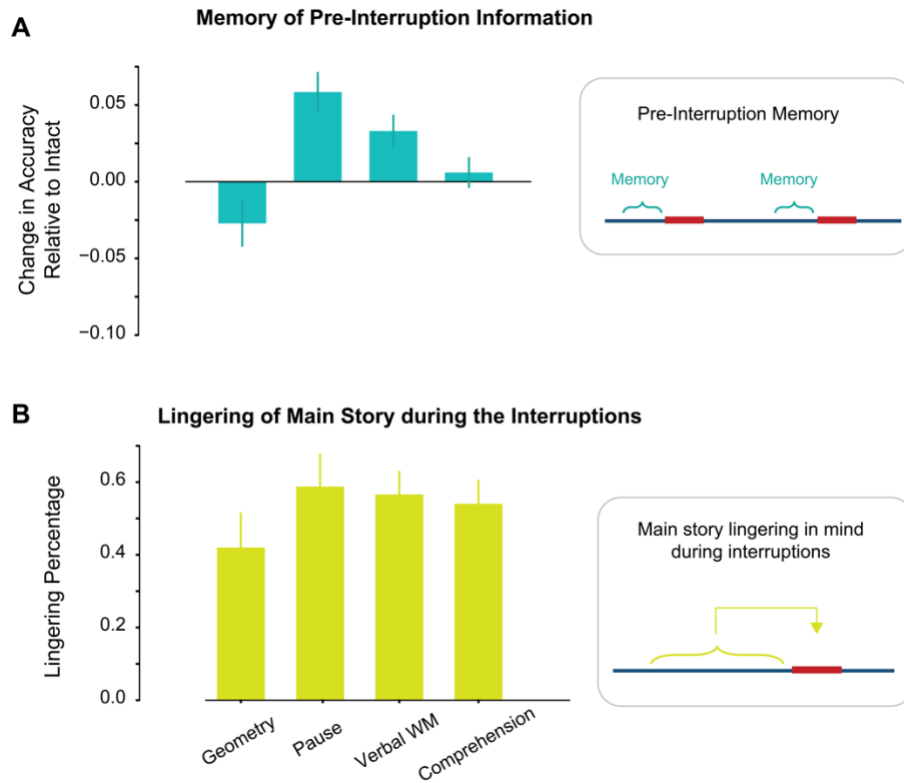 A
Memory of Pre-Interruption Information
Change in Accuracy
Relative to Intact
0.05
0.00
−0.05
−0.10
Pre-Interruption Memory
Memory
Memory
B
Lingering of Main Story during the Interruptions
Lingering Percentage
0.6
0.4
0.2
0.0
Geometry
Pause
Verbal WM
Comprehension
Main story lingering in mind
during interruptions